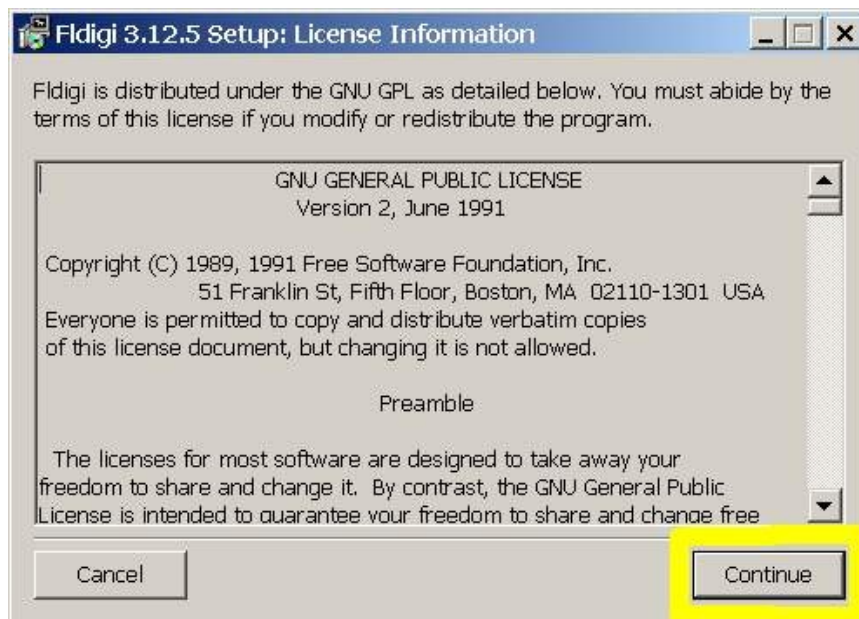 Fldigi 3.12.5 Setup: License Information
Fldigi is distributed under the GNU GPL as detailed below. You must abide by the
terms of this license if you modify or redistribute the program.
GNU GENERAL PUBLIC LICENSE
Version 2, June 1991
Copyright (C) 1989, 1991 Free Software Foundation, Inc.
51 Franklin St, Fifth Floor, Boston, MA 02110-1301 USA
Everyone is permitted to copy and distribute verbatim copies
of this license document, but changing it is not allowed.
Preamble
The licenses for most software are designed to take away your
freedom to share and change it. By contrast, the GNU General Public
License is intended to guarantee your freedom to share and change free
Cancel
Continue